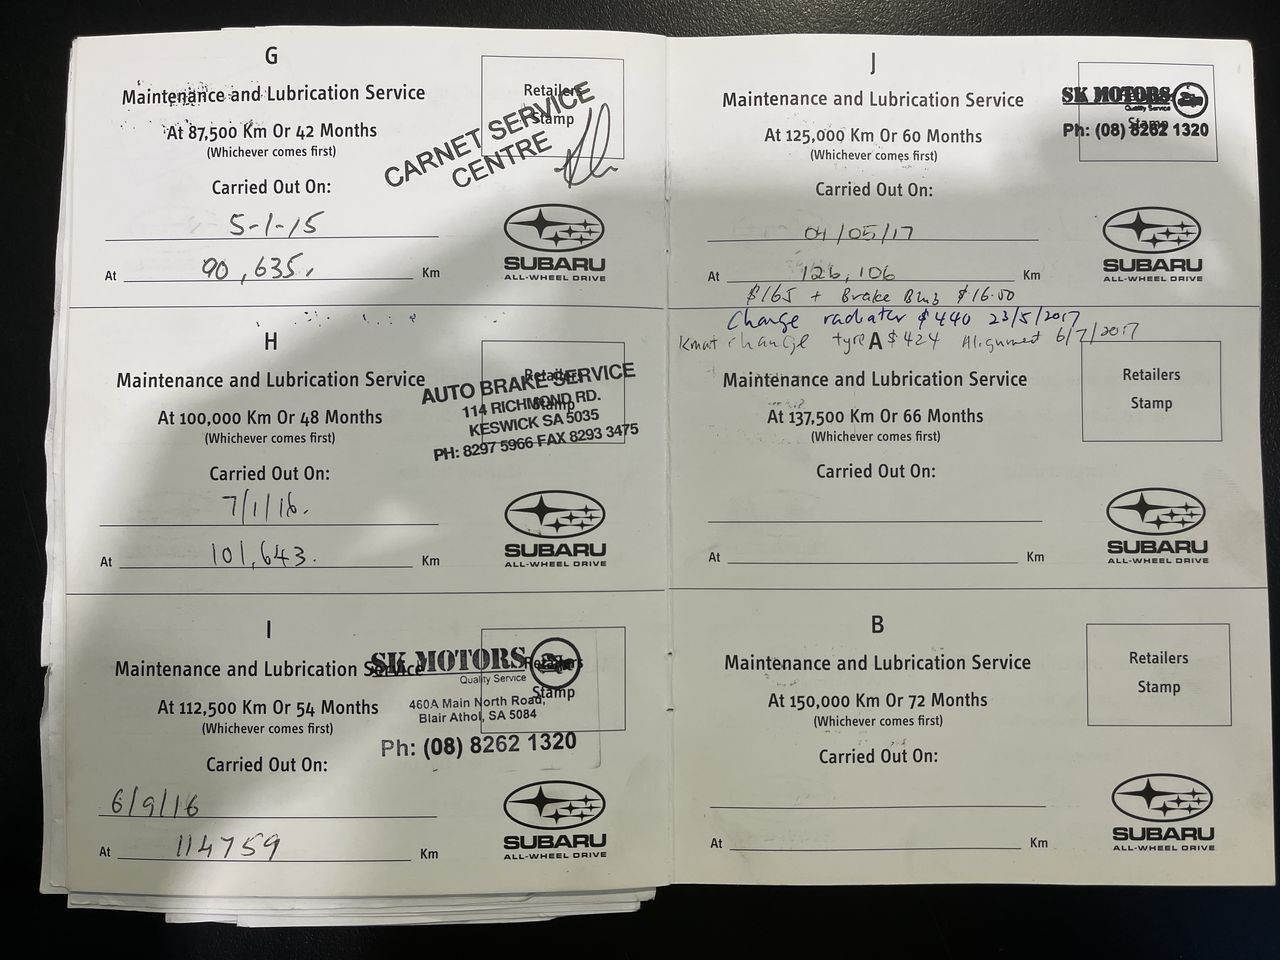 G
Maintenance and Lubrication Service
At 87,500 Km Or 42 Months
(Whichever comes first)
Carried Out On:
5-1-15
At 90,635. Km
Retailers
Stamp
CARNET SERVICE
CENTRE
SUBARU
ALL-WHEEL DRIVE
H
Maintenance and Lubrication Service
At 100,000 Km Or 48 Months
(Whichever comes first)
Carried Out On:
7/1/16.
At 101,643. Km
Retailers
Stamp
AUTO BRAKE SERVICE
114 RICHMOND RD.
KESWICK SA 5035
PH: 8297 5966 FAX 8293 3475
SUBARU
ALL-WHEEL DRIVE
I
Maintenance and Lubrication Service
At 112,500 Km Or 54 Months
(Whichever comes first)
Carried Out On:
6/9/16
At 114759 Km
Retailers
Stamp
SK MOTORS
Quality Service
460A Main North Road,
Blair Athol, SA 5084
Ph: (08) 8262 1320
SUBARU
ALL-WHEEL DRIVE
J
Maintenance and Lubrication Service
At 125,000 Km Or 60 Months
(Whichever comes first)
Carried Out On:
04/05/17
At 126,106 Km
$165 + Brake $16.00
Stamp
SK MOTORS
Quality Service
Ph: (08) 8262 1320
SUBARU
ALL-WHEEL DRIVE
Change radiator $440 23/5/2017
Kmart change tyre $424 Alignment 6/7/2017
A
Maintenance and Lubrication Service
At 137,500 Km Or 66 Months
(Whichever comes first)
Carried Out On:
At Km
Retailers
Stamp
SUBARU
ALL-WHEEL DRIVE
B
Maintenance and Lubrication Service
At 150,000 Km Or 72 Months
(Whichever comes first)
Carried Out On:
At Km
Retailers
Stamp
SUBARU
ALL-WHEEL DRIVE